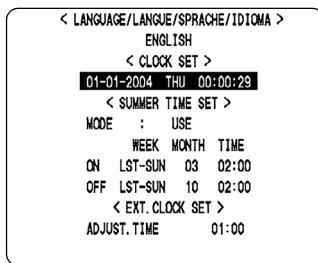 < LANGUAGE/LANGUE/SPRACHE/IDIOMA >
ENGLISH
< CLOCK SET >
01-01-2004 THU 00:00:29
< SUMMER TIME SET >
MODE : USE
WEEK MONTH TIME
ON LST-SUN 03 02:00
OFF LST-SUN 10 02:00
< EXT.CLOCK SET >
ADJUST.TIME 01:00